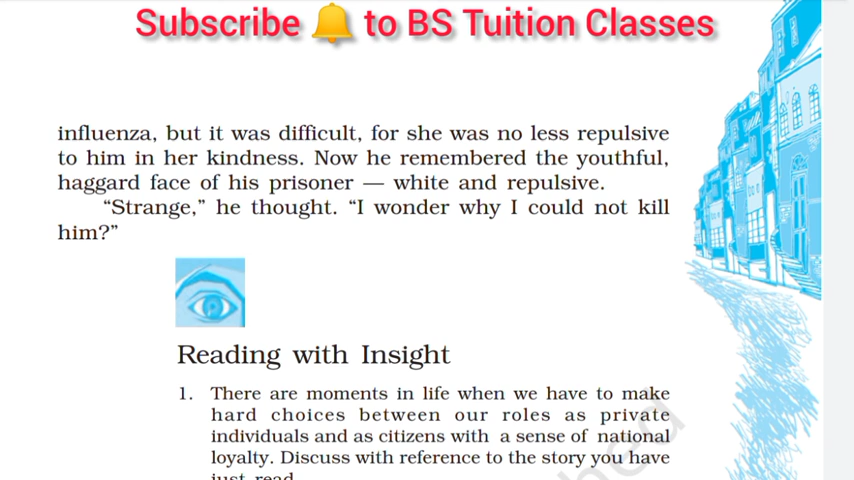 Subscribe 🔔 to BS Tuition Classes
influenza, but it was difficult, for she was no less repulsive
to him in her kindness. Now he remembered the youthful,
haggard face of his prisoner — white and repulsive.
“Strange,” he thought. “I wonder why I could not kill
him?”
Reading with Insight
1. There are moments in life when we have to make
hard choices between our roles as private
individuals and as citizens with a sense of national
loyalty. Discuss with reference to the story you have
just read.